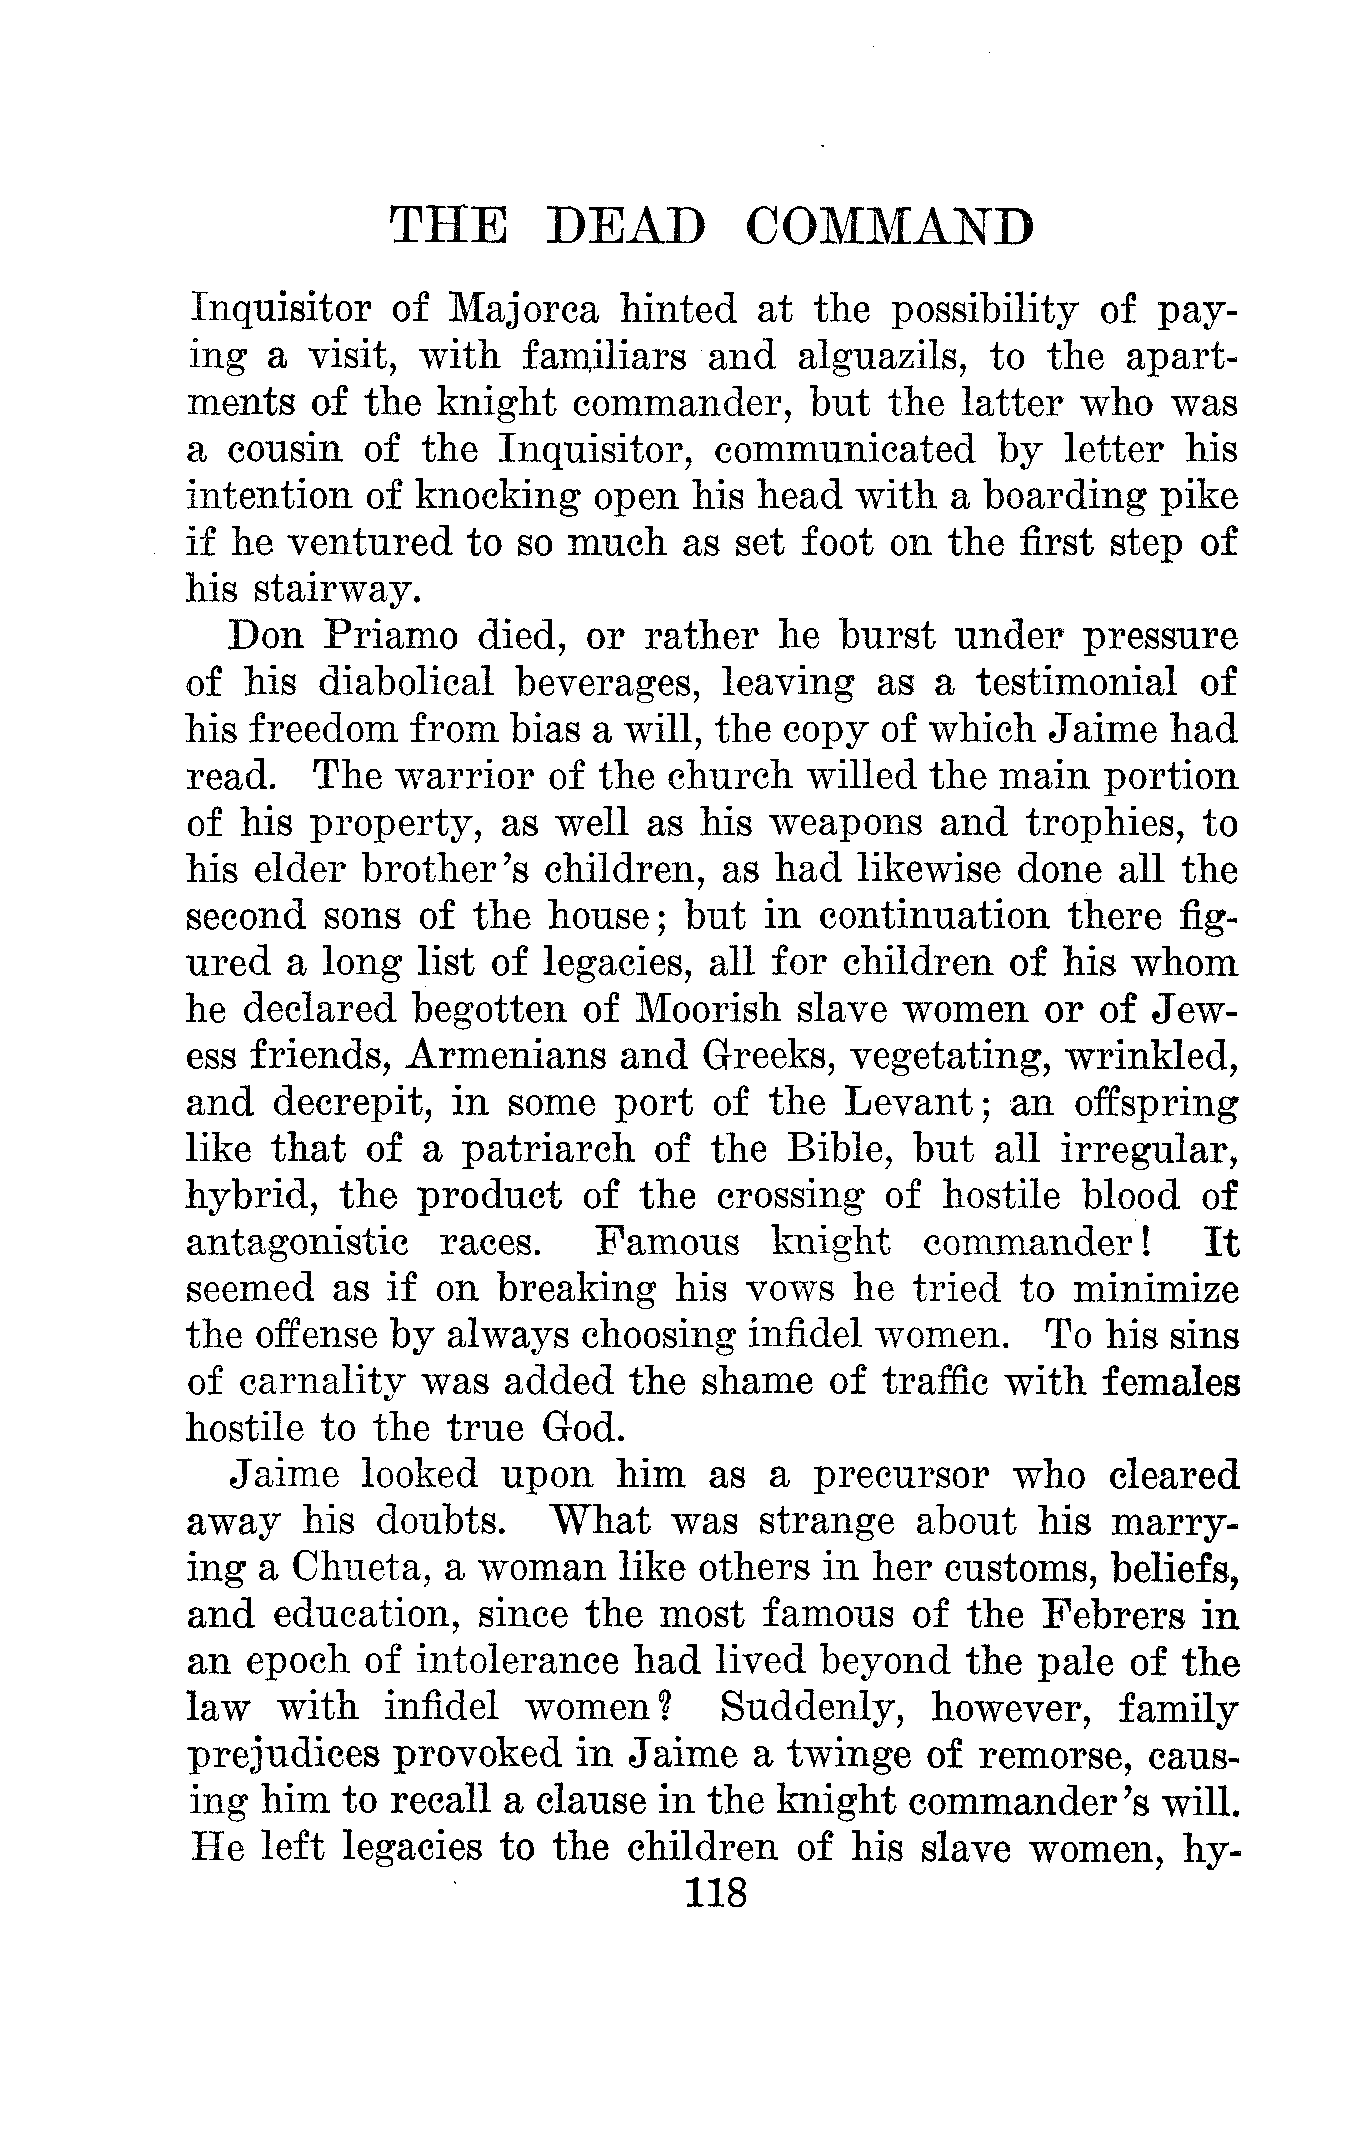 THE DEAD COMMAND
Inquisitor of Majorca hinted at the possibility of pay-
ing a visit, with familiars and alguazils, to the apart-
ments of the knight commander, but the latter who was
a cousin of the Inquisitor, communicated by letter his
intention of knocking open his head with a boarding pike
if he ventured to so much as set foot on the first step of
his stairway.
Don Priamo died, or rather he burst under pressure
of his diabolical beverages, leaving as a testimonial of
his freedom from bias a will, the copy of which Jaime had
read. The warrior of the church willed the main portion
of his property, as well as his weapons and trophies, to
his elder brother's children, as had likewise done all the
second sons of the house; but in continuation there fig-
ured a long list of legacies, all for children of his whom
he declared begotten of Moorish slave women or of Jew-
ess friends, Armenians and Greeks, vegetating, wrinkled,
and decrepit, in some port of the Levant; an offspring
like that of a patriarch of the Bible, but all irregular,
hybrid, the product of the crossing of hostile blood of
antagonistic races. Famous knight commander! It
seemed as if on breaking his vows he tried to minimize
the offense by always choosing infidel women. To his sins
of carnality was added the shame of traffic with females
hostile to the true God.
Jaime looked upon him as a precursor who cleared
away his doubts. What was strange about his marry-
ing a Chueta, a woman like others in her customs, beliefs,
and education, since the most famous of the Febrers in
an epoch of intolerance had lived beyond the pale of the
law with infidel women? Suddenly, however, family
prejudices provoked in Jaime a twinge of remorse, caus-
ing him to recall a clause in the knight commander's will.
He left legacies to the children of his slave women, hy-
118